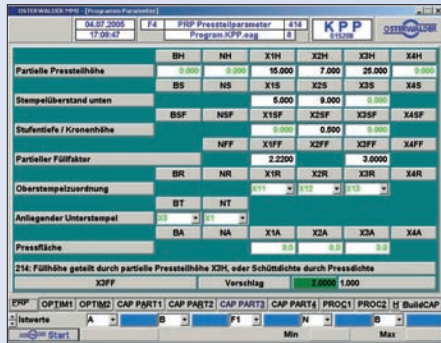 OSTERWALDER MMI - [Programm Parameter]
04.07.2005 F4 PRP Pressteilparameter 414 KPP
17:09:47 Program.KPP.oag 8 015298 OSTERWALDER
BH NH X1H X2H X3H X4H
Partielle Pressteilhöhe 0.000 0.000 15.000 7.000 25.000 0.000
BS NS X1S X2S X3S X4S
Stempelüberstand unten 5.000 9.000 0.000
BSF NSF X1SF X2SF X3SF X4SF
Stufentiefe / Kronenhöhe 0.000 0.500 0.000
NFF X1FF X2FF X3FF X4FF
Partieller Füllfaktor 2.2200 3.0000
BR NR X1R X2R X3R X4R
Oberstempelzuordnung X11 X12 X13
BT NT
Anliegender Unterstempel X3 X1
BA NA X1A X2A X3A X4A
Pressfläche 0.0 0.0 0.0
214: Füllhöhe geteilt durch partielle Pressteilhöhe X3H, oder Schüttdichte durch Pressdichte
X3FF Vorschlag 2.0000 1.000
PRP OPTIM1 OPTIM2 CAP PART1 CAP PART2 CAP PART3 CAP PART4 PROC1 PROC2 H BuildCAP
Istwerte A B F1 N B
Start Min Max